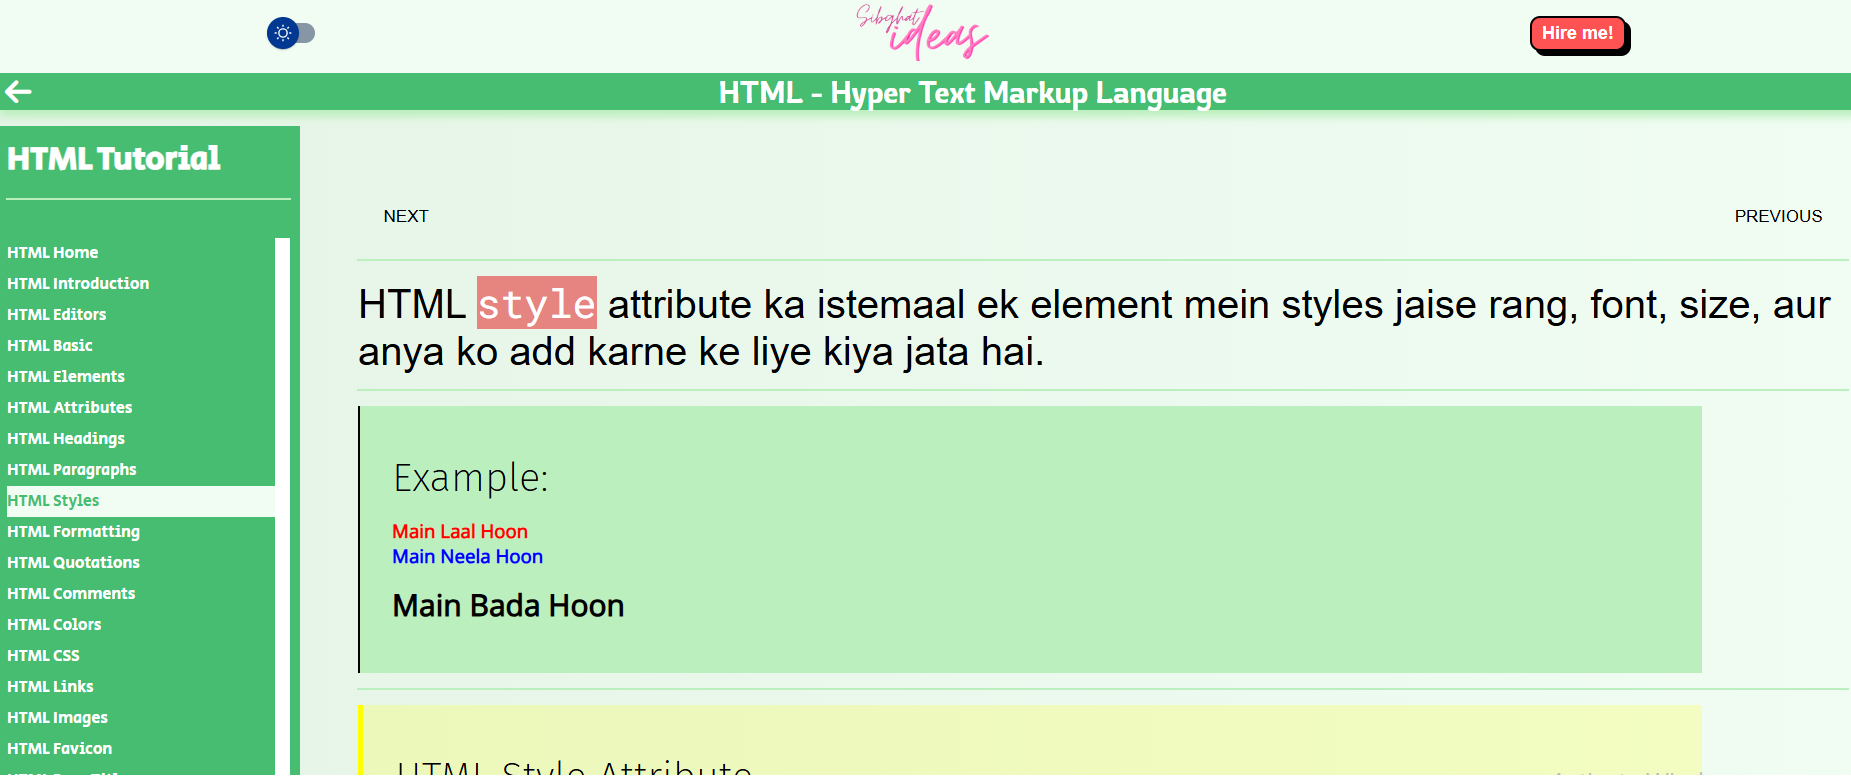 Sibghat
ideas
Hire me!
HTML - Hyper Text Markup Language
HTML Tutorial
HTML Home
HTML Introduction
HTML Editors
HTML Basic
HTML Elements
HTML Attributes
HTML Headings
HTML Paragraphs
HTML Styles
HTML Formatting
HTML Quotations
HTML Comments
HTML Colors
HTML CSS
HTML Links
HTML Images
HTML Favicon
NEXT
PREVIOUS
HTML style attribute ka istemaal ek element mein styles jaise rang, font, size, aur
anya ko add karne ke liye kiya jata hai.
Example:
Main Laal Hoon
Main Neela Hoon
Main Bada Hoon
HTML Style Attribute